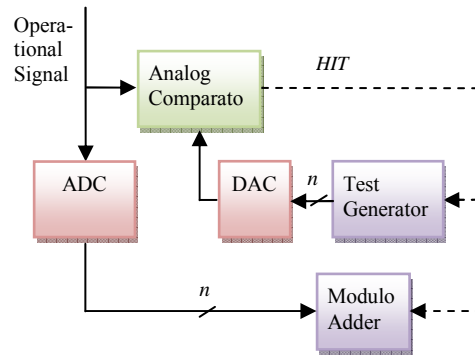 Opera-
tional
Signal
Analog
Comparato
HIT
ADC
DAC
n
Test
Generator
n
Modulo
Adder